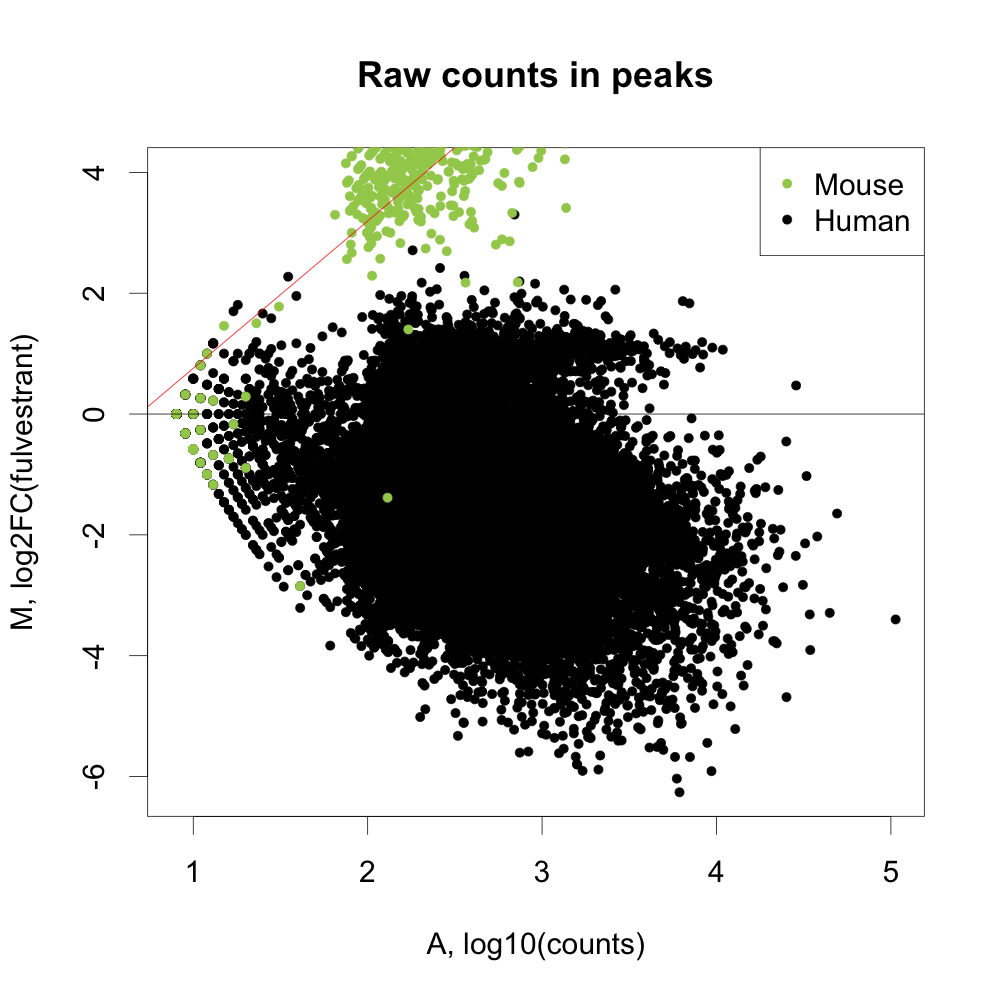 Raw counts in peaks
Mouse
Human
M, log2FC(fulvestrant)
4
2
0
-2
-4
-6
1
2
3
4
5
A, log10(counts)